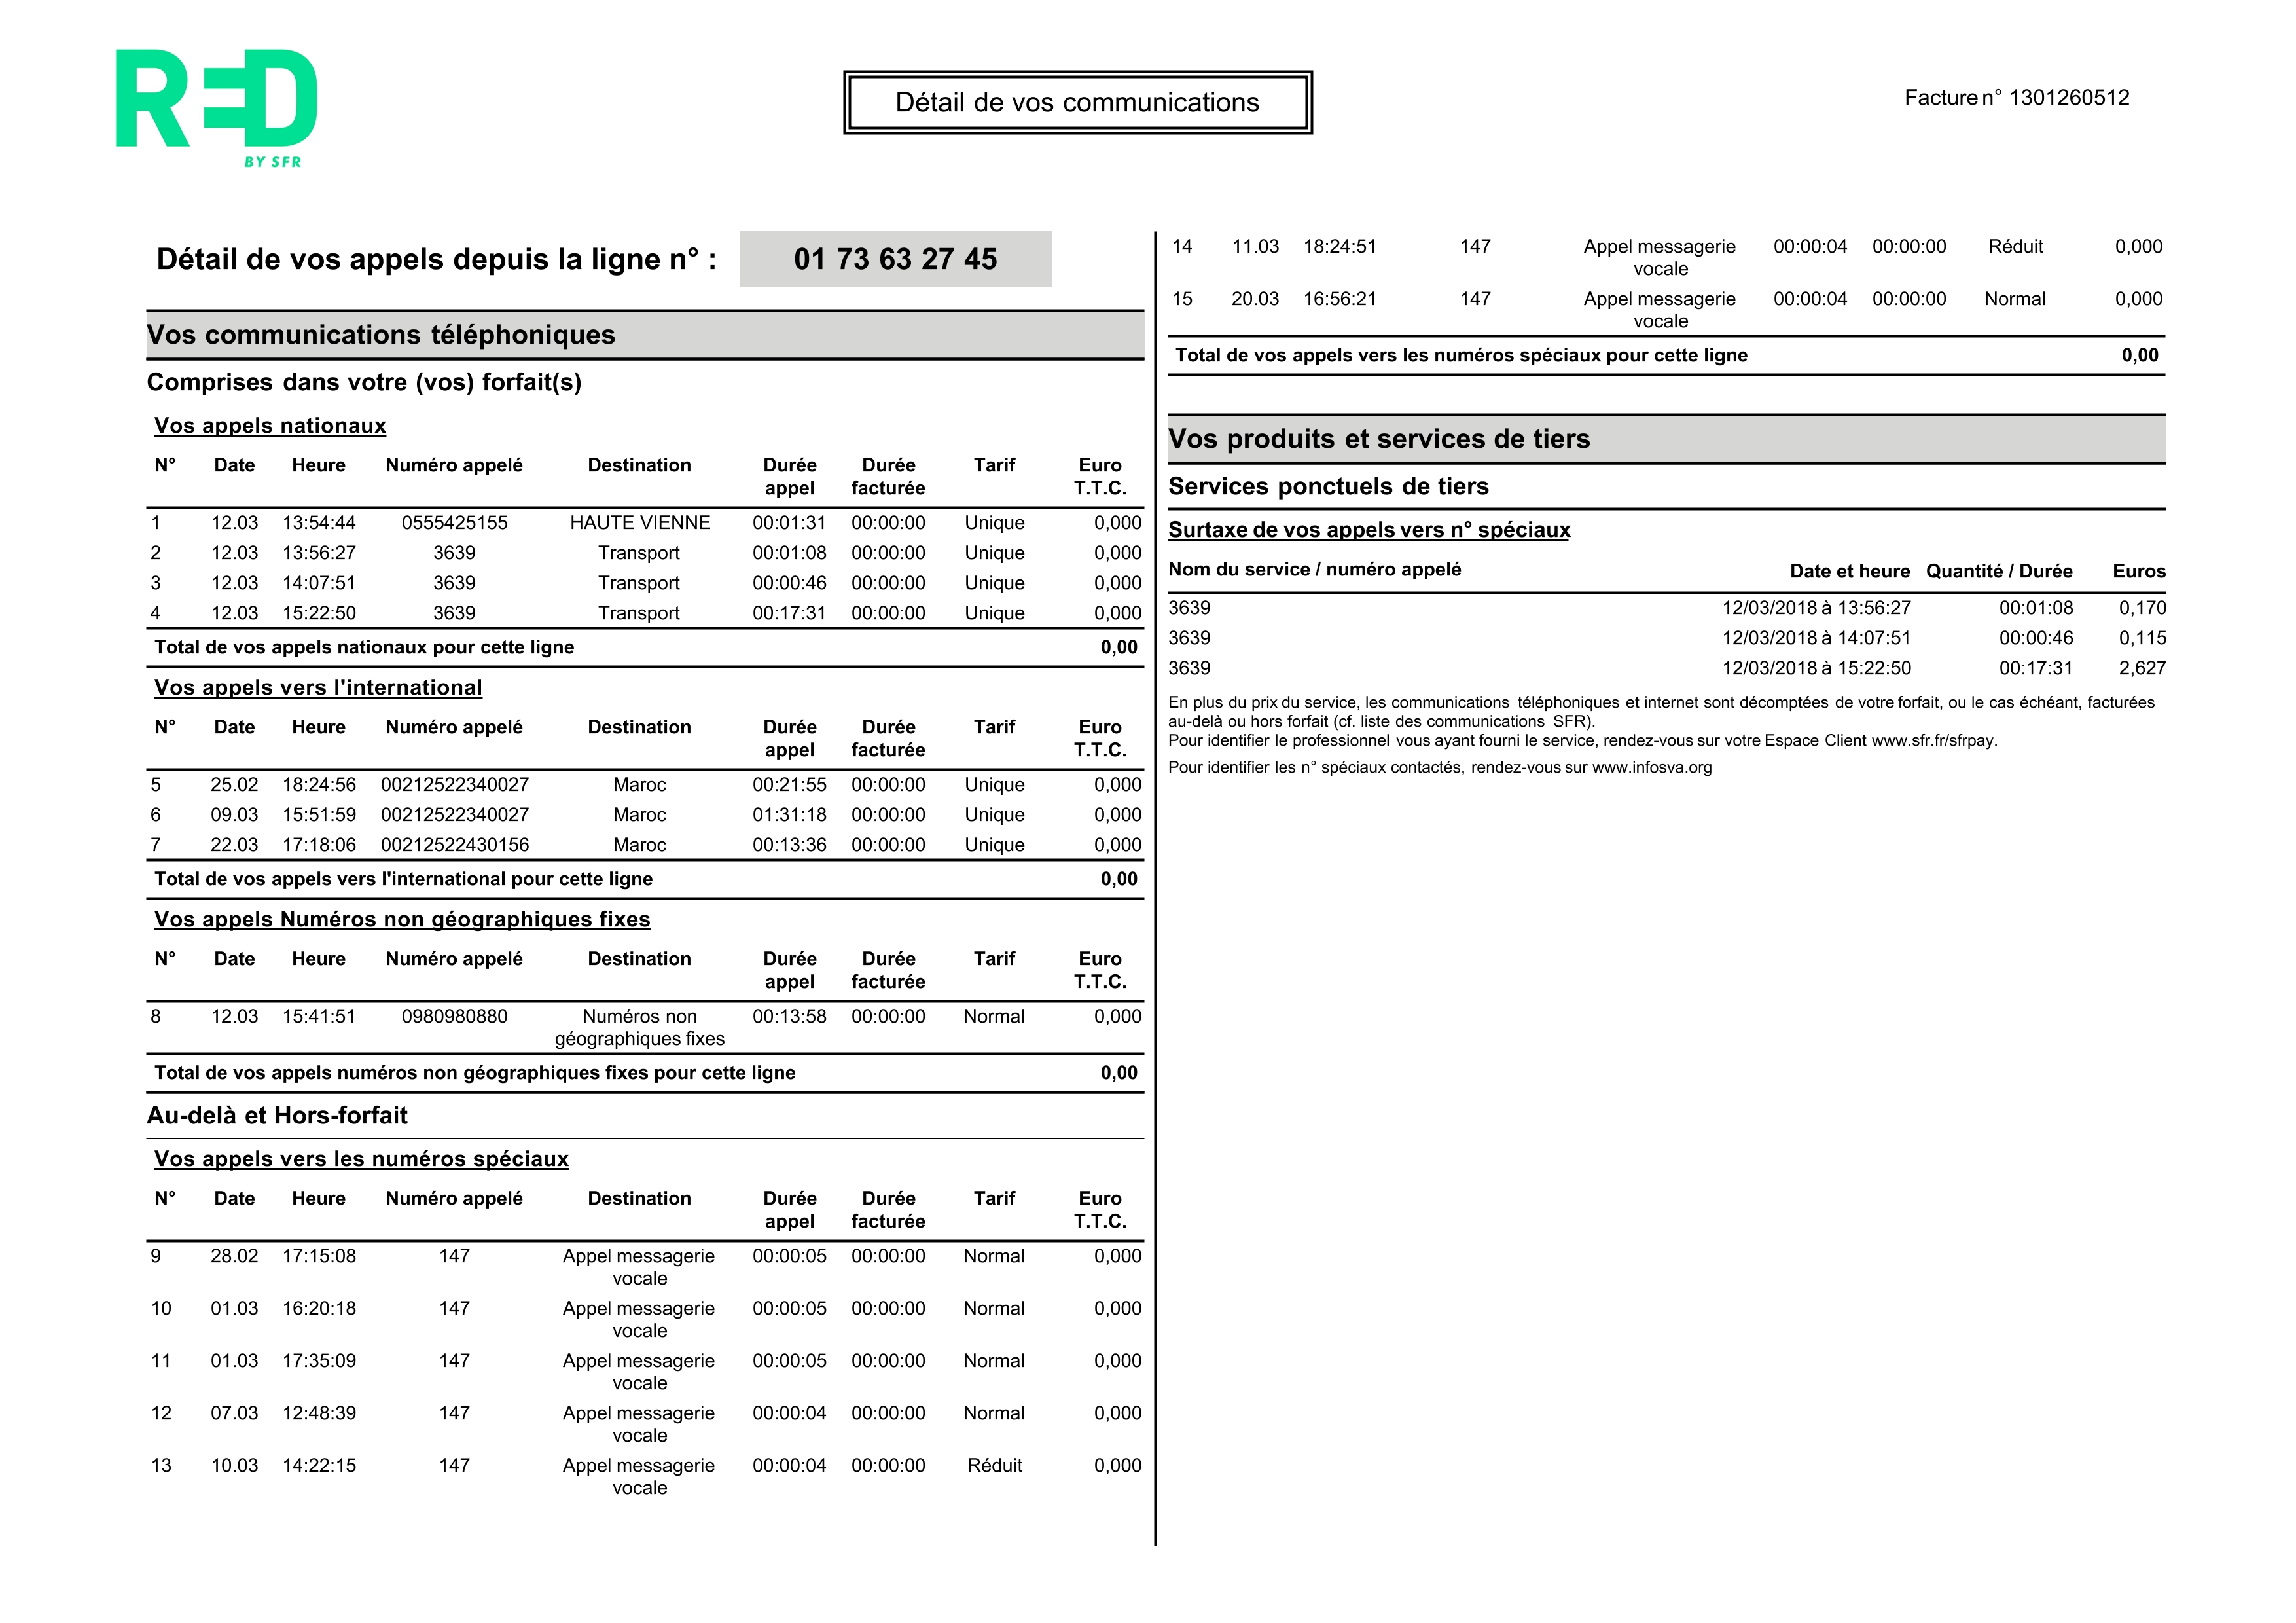 RED
BY SFR
Détail de vos communications
Facture n° 1301260512
Détail de vos appels depuis la ligne n° : 01 73 63 27 45
Vos communications téléphoniques
Comprises dans votre (vos) forfait(s)
Vos appels nationaux
N° Date Heure Numéro appelé Destination Durée Durée Tarif Euro
appel facturée T.T.C.
1 12.03 13:54:44 0555425155 HAUTE VIENNE 00:01:31 00:00:00 Unique 0,000
2 12.03 13:56:27 3639 Transport 00:01:08 00:00:00 Unique 0,000
3 12.03 14:07:51 3639 Transport 00:00:46 00:00:00 Unique 0,000
4 12.03 15:22:50 3639 Transport 00:17:31 00:00:00 Unique 0,000
Total de vos appels nationaux pour cette ligne 0,00
Vos appels vers l'international
N° Date Heure Numéro appelé Destination Durée Durée Tarif Euro
appel facturée T.T.C.
5 25.02 18:24:56 00212522340027 Maroc 00:21:55 00:00:00 Unique 0,000
6 09.03 15:51:59 00212522340027 Maroc 01:31:18 00:00:00 Unique 0,000
7 22.03 17:18:06 00212522430156 Maroc 00:13:36 00:00:00 Unique 0,000
Total de vos appels vers l'international pour cette ligne 0,00
Vos appels Numéros non géographiques fixes
N° Date Heure Numéro appelé Destination Durée Durée Tarif Euro
appel facturée T.T.C.
8 12.03 15:41:51 0980980880 Numéros non 00:13:58 00:00:00 Normal 0,000
géographiques fixes
Total de vos appels numéros non géographiques fixes pour cette ligne 0,00
Au-delà et Hors-forfait
Vos appels vers les numéros spéciaux
N° Date Heure Numéro appelé Destination Durée Durée Tarif Euro
appel facturée T.T.C.
9 28.02 17:15:08 147 Appel messagerie 00:00:05 00:00:00 Normal 0,000
vocale
10 01.03 16:20:18 147 Appel messagerie 00:00:05 00:00:00 Normal 0,000
vocale
11 01.03 17:35:09 147 Appel messagerie 00:00:05 00:00:00 Normal 0,000
vocale
12 07.03 12:48:39 147 Appel messagerie 00:00:04 00:00:00 Normal 0,000
vocale
13 10.03 14:22:15 147 Appel messagerie 00:00:04 00:00:00 Réduit 0,000
vocale
14 11.03 18:24:51 147 Appel messagerie 00:00:04 00:00:00 Réduit 0,000
vocale
15 20.03 16:56:21 147 Appel messagerie 00:00:04 00:00:00 Normal 0,000
vocale
Total de vos appels vers les numéros spéciaux pour cette ligne 0,00
Vos produits et services de tiers
Services ponctuels de tiers
Surtaxe de vos appels vers n° spéciaux
Nom du service / numéro appelé Date et heure Quantité / Durée Euros
3639 12/03/2018 à 13:56:27 00:01:08 0,170
3639 12/03/2018 à 14:07:51 00:00:46 0,115
3639 12/03/2018 à 15:22:50 00:17:31 2,627
En plus du prix du service, les communications téléphoniques et internet sont décomptées de votre forfait, ou le cas échéant, facturées
au-delà ou hors forfait (cf. liste des communications SFR).
Pour identifier le professionnel vous ayant fourni le service, rendez-vous sur votre Espace Client www.sfr.fr/sfrpay.
Pour identifier les n° spéciaux contactés, rendez-vous sur www.infosva.org